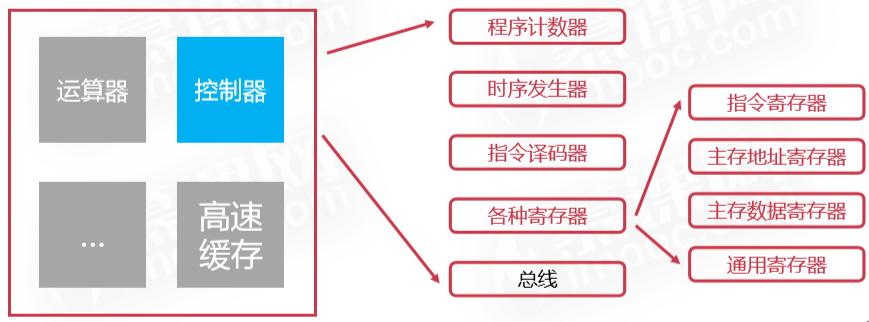 运算器
控制器
...
高速
缓存
程序计数器
时序发生器
指令译码器
各种寄存器
总线
指令寄存器
主存地址寄存器
主存数据寄存器
通用寄存器